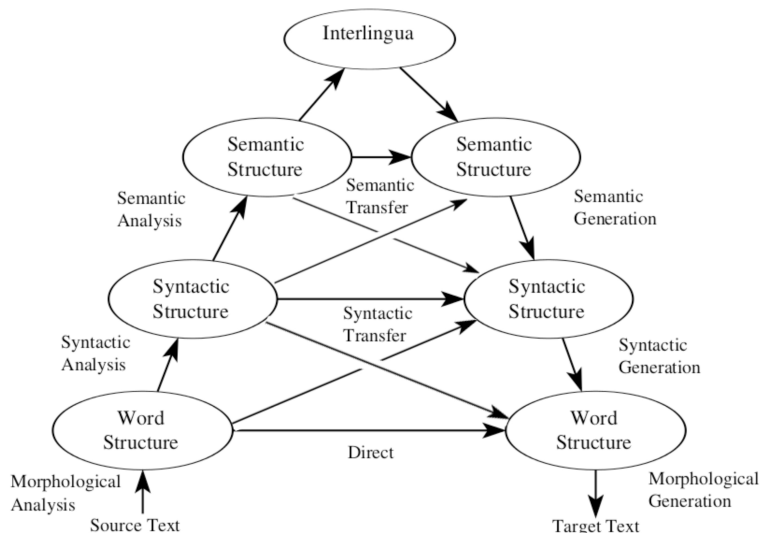 Interlingua
Semantic
Structure
Semantic
Structure
Semantic
Transfer
Semantic
Analysis
Semantic
Generation
Syntactic
Structure
Syntactic
Structure
Syntactic
Transfer
Syntactic
Analysis
Syntactic
Generation
Word
Structure
Word
Structure
Direct
Morphological
Analysis
Morphological
Generation
Source Text
Target Text